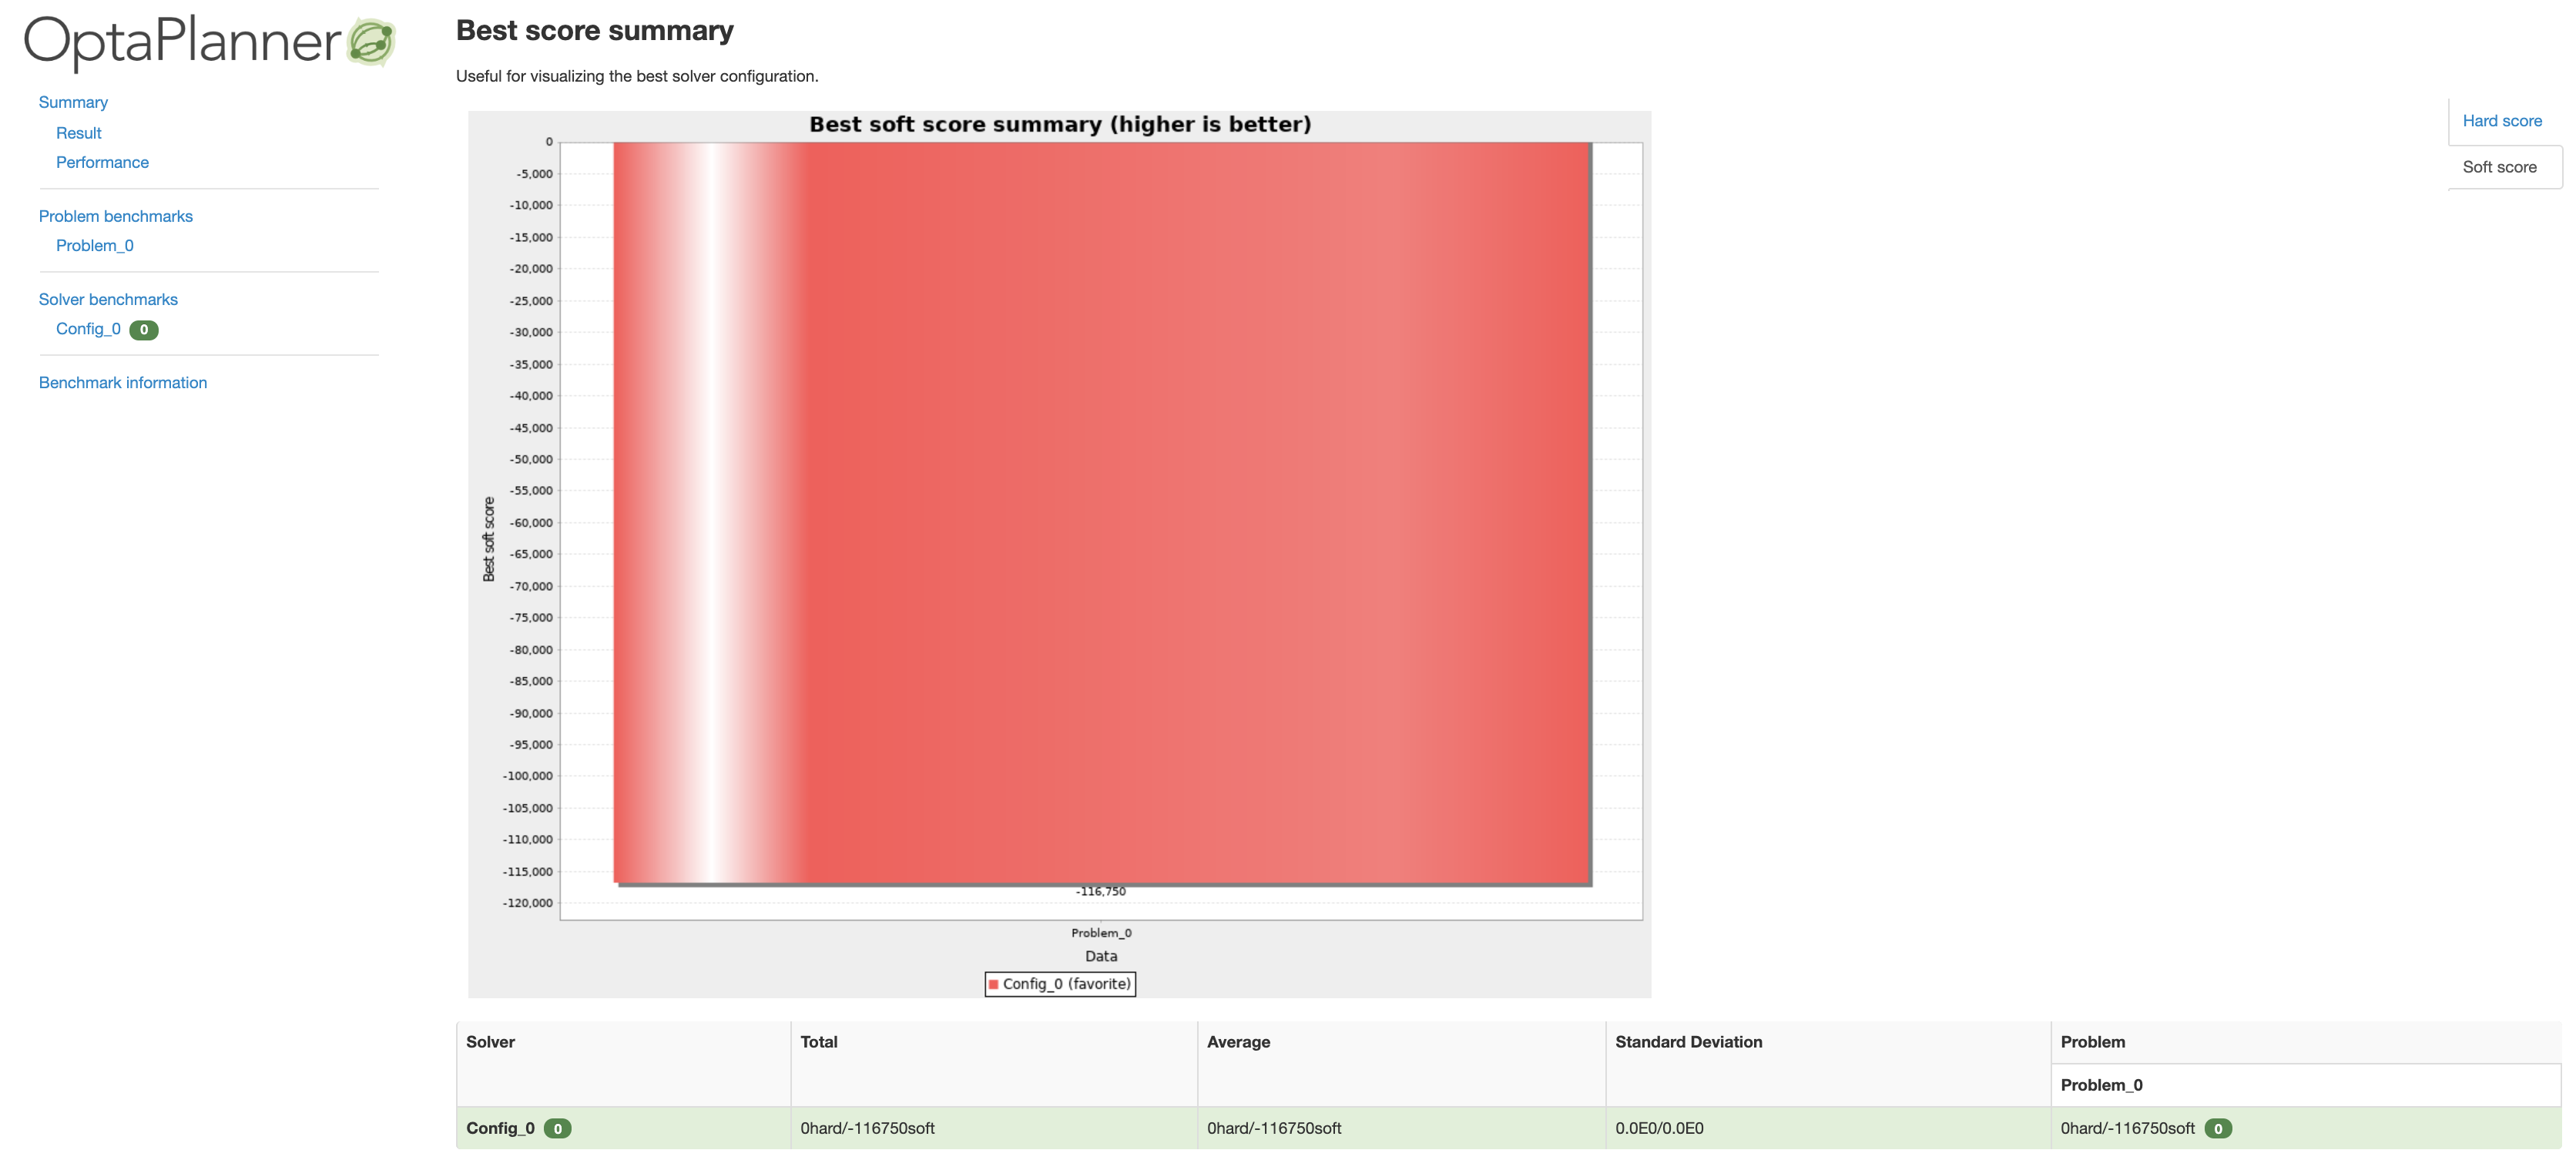 OptaPlanner
Summary
Result
Performance
Problem benchmarks
Problem_0
Solver benchmarks
Config_0 0
Benchmark information
Best score summary
Useful for visualizing the best solver configuration.
Hard score
Soft score
Best soft score summary (higher is better)
0
-5,000
-10,000
-15,000
-20,000
-25,000
-30,000
-35,000
-40,000
-45,000
-50,000
-55,000
-60,000
-65,000
-70,000
-75,000
-80,000
-85,000
-90,000
-95,000
-100,000
-105,000
-110,000
-115,000
-120,000
Best soft score
-116,750
Problem_0
Data
Config_0 (favorite)
Solver Total Average Standard Deviation Problem
Problem_0
Config_0 0 0hard/-116750soft 0hard/-116750soft 0.0E0/0.0E0 0hard/-116750soft 0